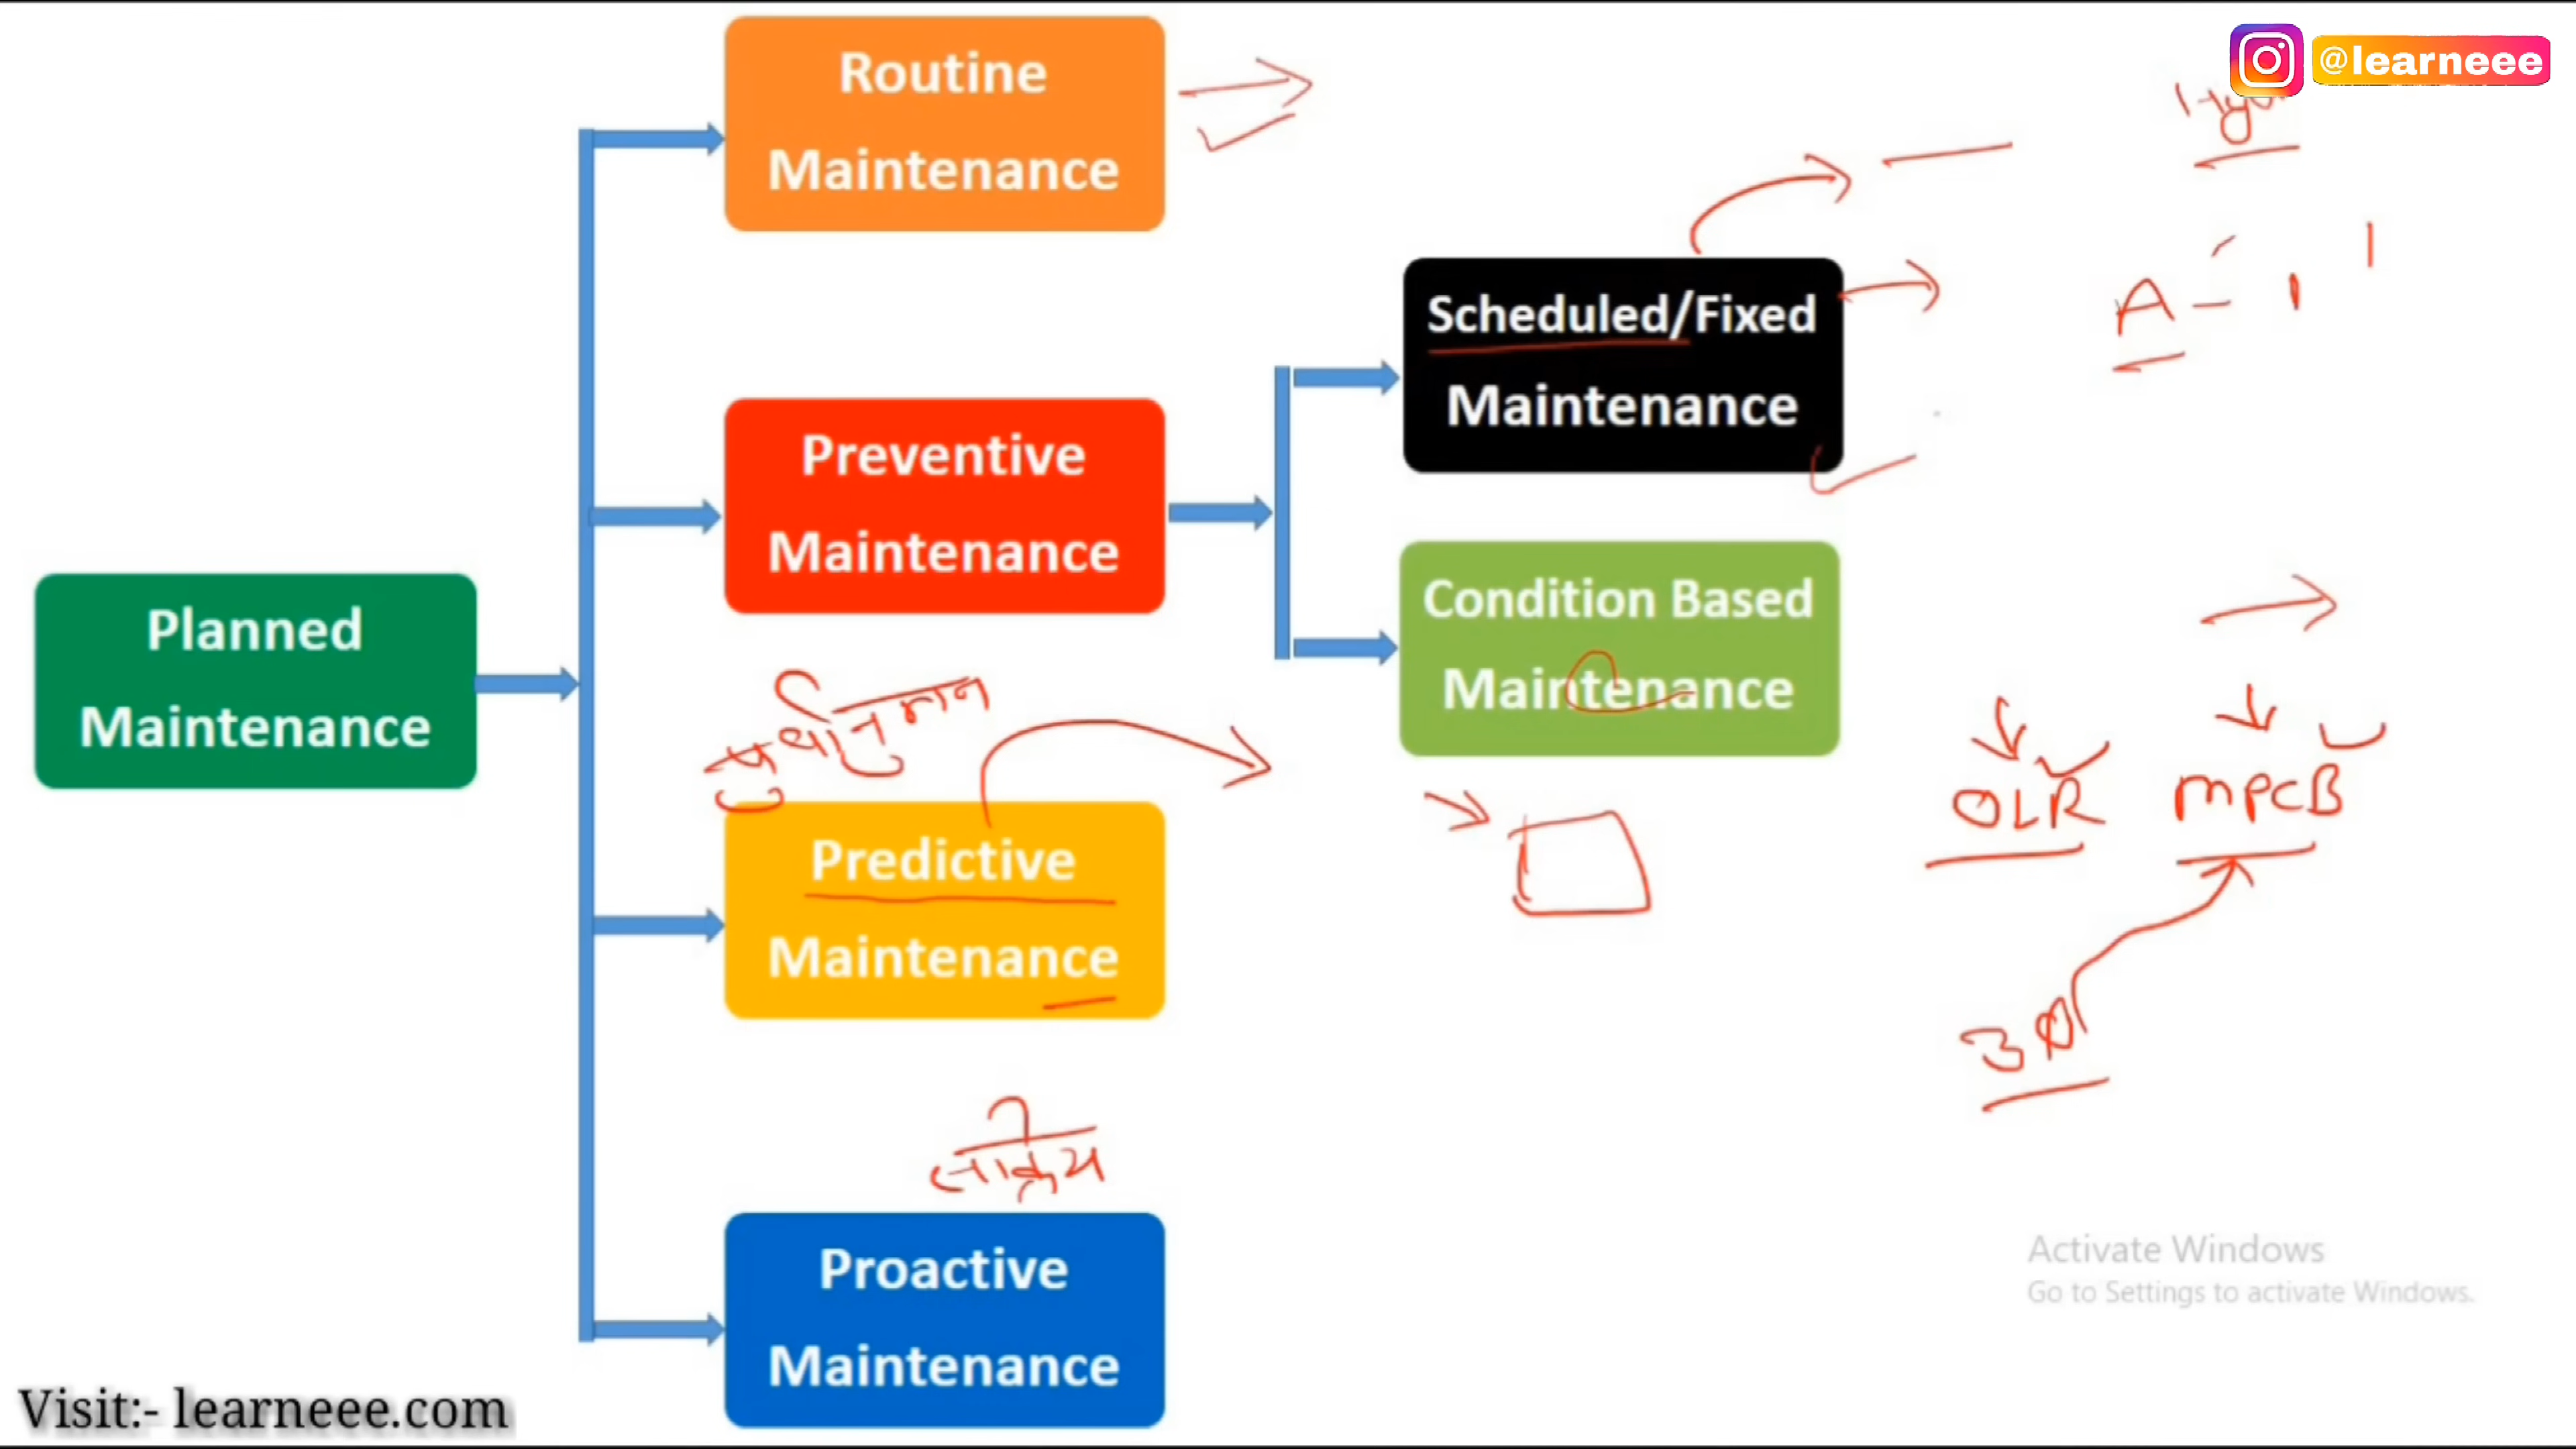 @learneee
Routine
Maintenance
Scheduled/Fixed
Maintenance
A =
Preventive
Maintenance
Condition Based
Maintenance
Planned
Maintenance
पूर्वानुमान
OLR
MPCB
Predictive
Maintenance
3Φ
Proactive
Maintenance
Activate Windows
Go to Settings to activate Windows.
Visit:- learneee.com